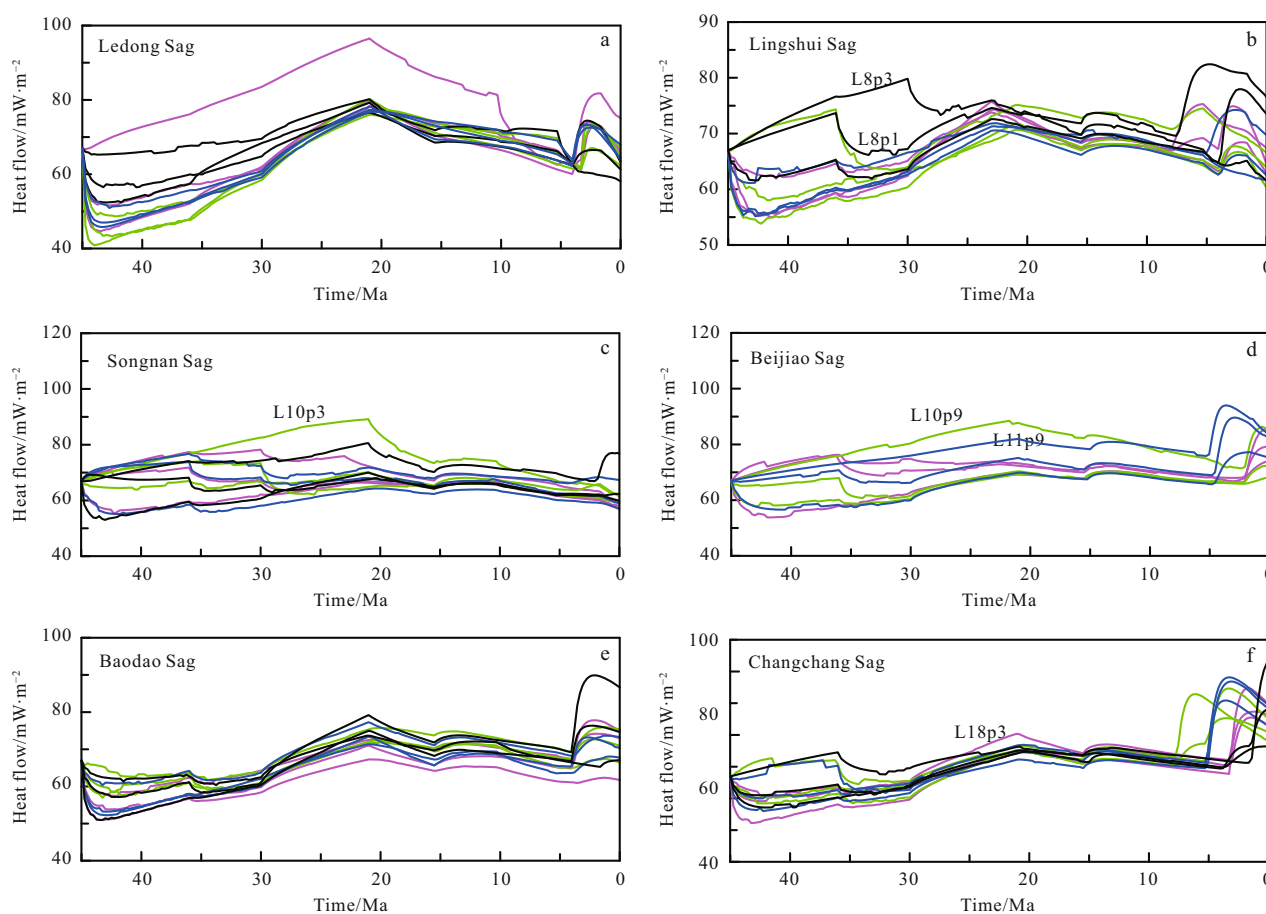 Ledong Sag
a
Heat flow/mW·m⁻²
100
80
60
40
40
30
20
10
0
Time/Ma
Lingshui Sag
b
L8p3
L8p1
Heat flow/mW·m⁻²
90
80
70
60
50
40
30
20
10
0
Time/Ma
Songnan Sag
c
L10p3
Heat flow/mW·m⁻²
120
100
80
60
40
40
30
20
10
0
Time/Ma
Beijiao Sag
d
L10p9
L11p9
Heat flow/mW·m⁻²
120
100
80
60
40
40
30
20
10
0
Time/Ma
Baodao Sag
e
Heat flow/mW·m⁻²
100
80
60
40
40
30
20
10
0
Time/Ma
Changchang Sag
f
L18p3
Heat flow/mW·m⁻²
100
80
60
40
40
30
20
10
0
Time/Ma